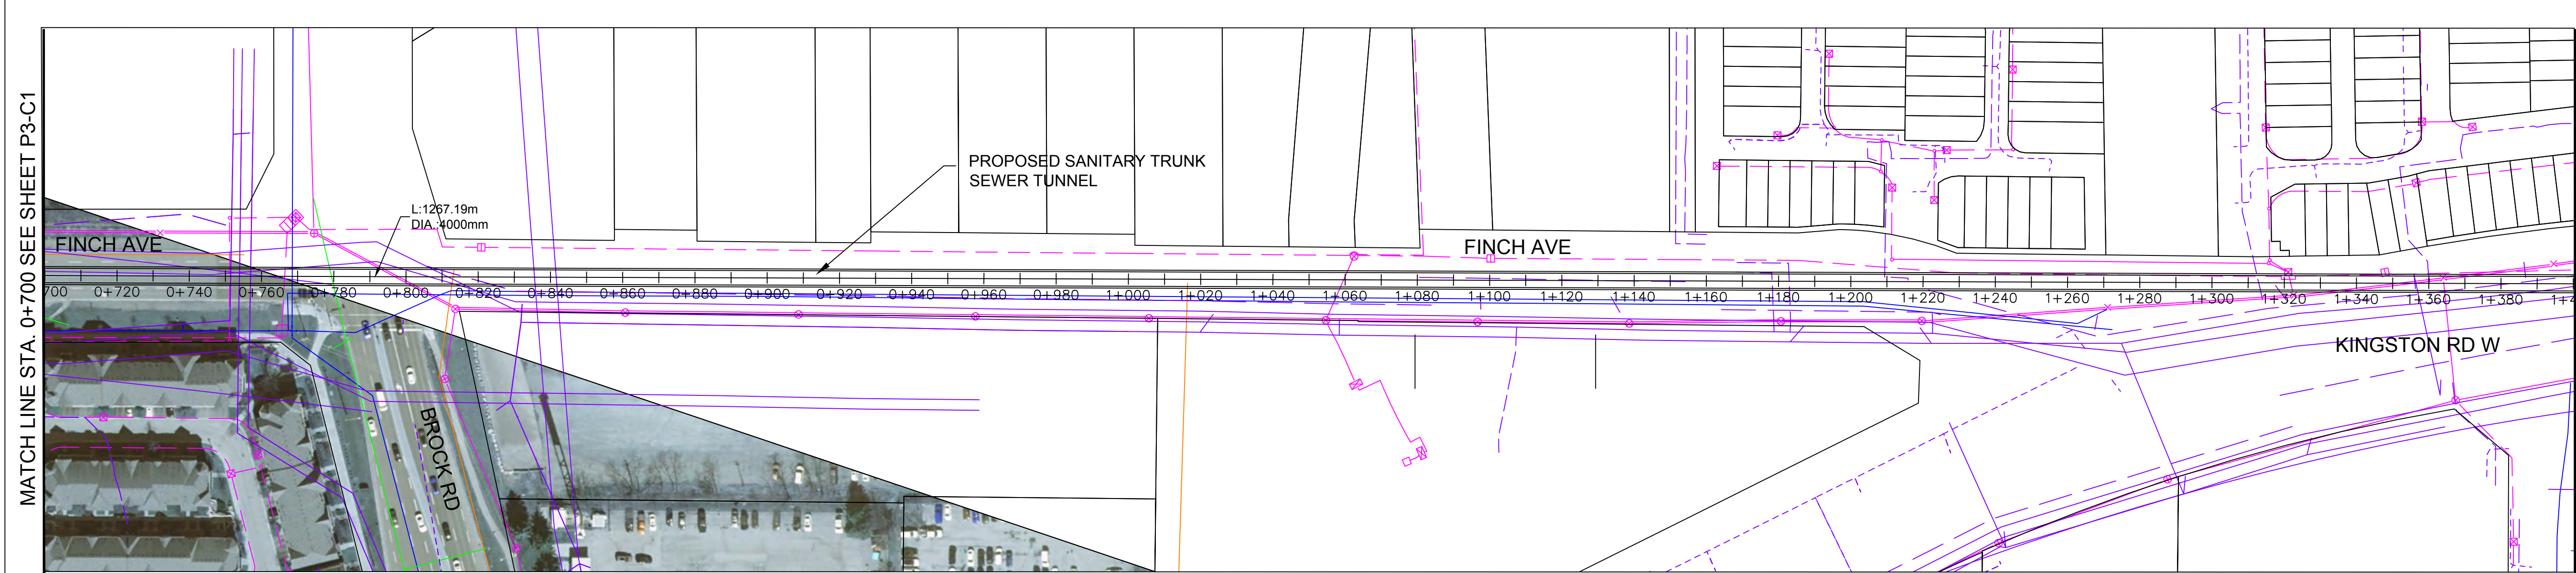 MATCH LINE STA. 0+700 SEE SHEET P3-C1
PROPOSED SANITARY TRUNK
SEWER TUNNEL
L:1267.19m
DIA.:4000mm
FINCH AVE
FINCH AVE
700 0+720 0+740 0+760 0+780 0+800 0+820 0+840 0+860 0+880 0+900 0+920 0+940 0+960 0+980 1+000 1+020 1+040 1+060 1+080 1+100 1+120 1+140 1+160 1+180 1+200 1+220 1+240 1+260 1+280 1+300 1+320 1+340 1+360 1+380
KINGSTON RD W
BROCK RD